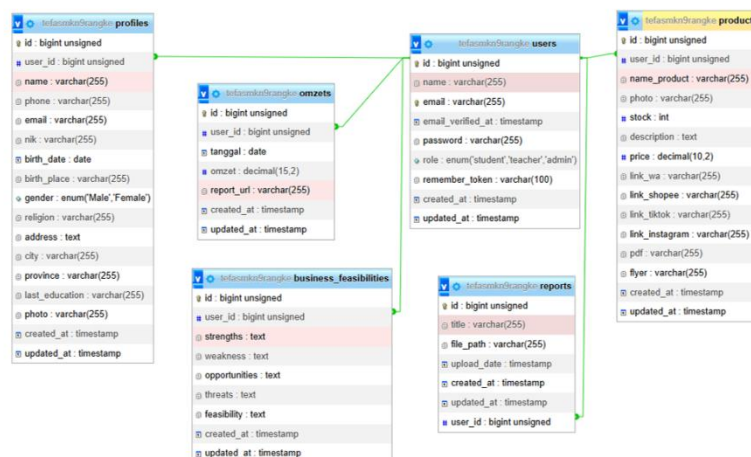 tefasmkn9rangke profiles
id : bigint unsigned
user_id : bigint unsigned
name : varchar(255)
phone : varchar(255)
email : varchar(255)
nik : varchar(255)
birth_date : date
birth_place : varchar(255)
gender : enum('Male','Female')
religion : varchar(255)
address : text
city : varchar(255)
province : varchar(255)
last_education : varchar(255)
photo : varchar(255)
created_at : timestamp
updated_at : timestamp
tefasmkn9rangke omzets
id : bigint unsigned
user_id : bigint unsigned
tanggal : date
omzet : decimal(15,2)
report_url : varchar(255)
created_at : timestamp
updated_at : timestamp
tefasmkn9rangke business_feasibilities
id : bigint unsigned
user_id : bigint unsigned
strengths : text
weakness : text
opportunities : text
threats : text
feasibility : text
created_at : timestamp
updated_at : timestamp
tefasmkn9rangke users
id : bigint unsigned
name : varchar(255)
email : varchar(255)
email_verified_at : timestamp
password : varchar(255)
role : enum('student','teacher','admin')
remember_token : varchar(100)
created_at : timestamp
updated_at : timestamp
tefasmkn9rangke reports
id : bigint unsigned
title : varchar(255)
file_path : varchar(255)
upload_date : timestamp
created_at : timestamp
updated_at : timestamp
user_id : bigint unsigned
tefasmkn9rangke product
id : bigint unsigned
user_id : bigint unsigned
name_product : varchar(255)
photo : varchar(255)
stock : int
description : text
price : decimal(10,2)
link_wa : varchar(255)
link_shopee : varchar(255)
link_tiktok : varchar(255)
link_instagram : varchar(255)
pdf : varchar(255)
flyer : varchar(255)
created_at : timestamp
updated_at : timestamp